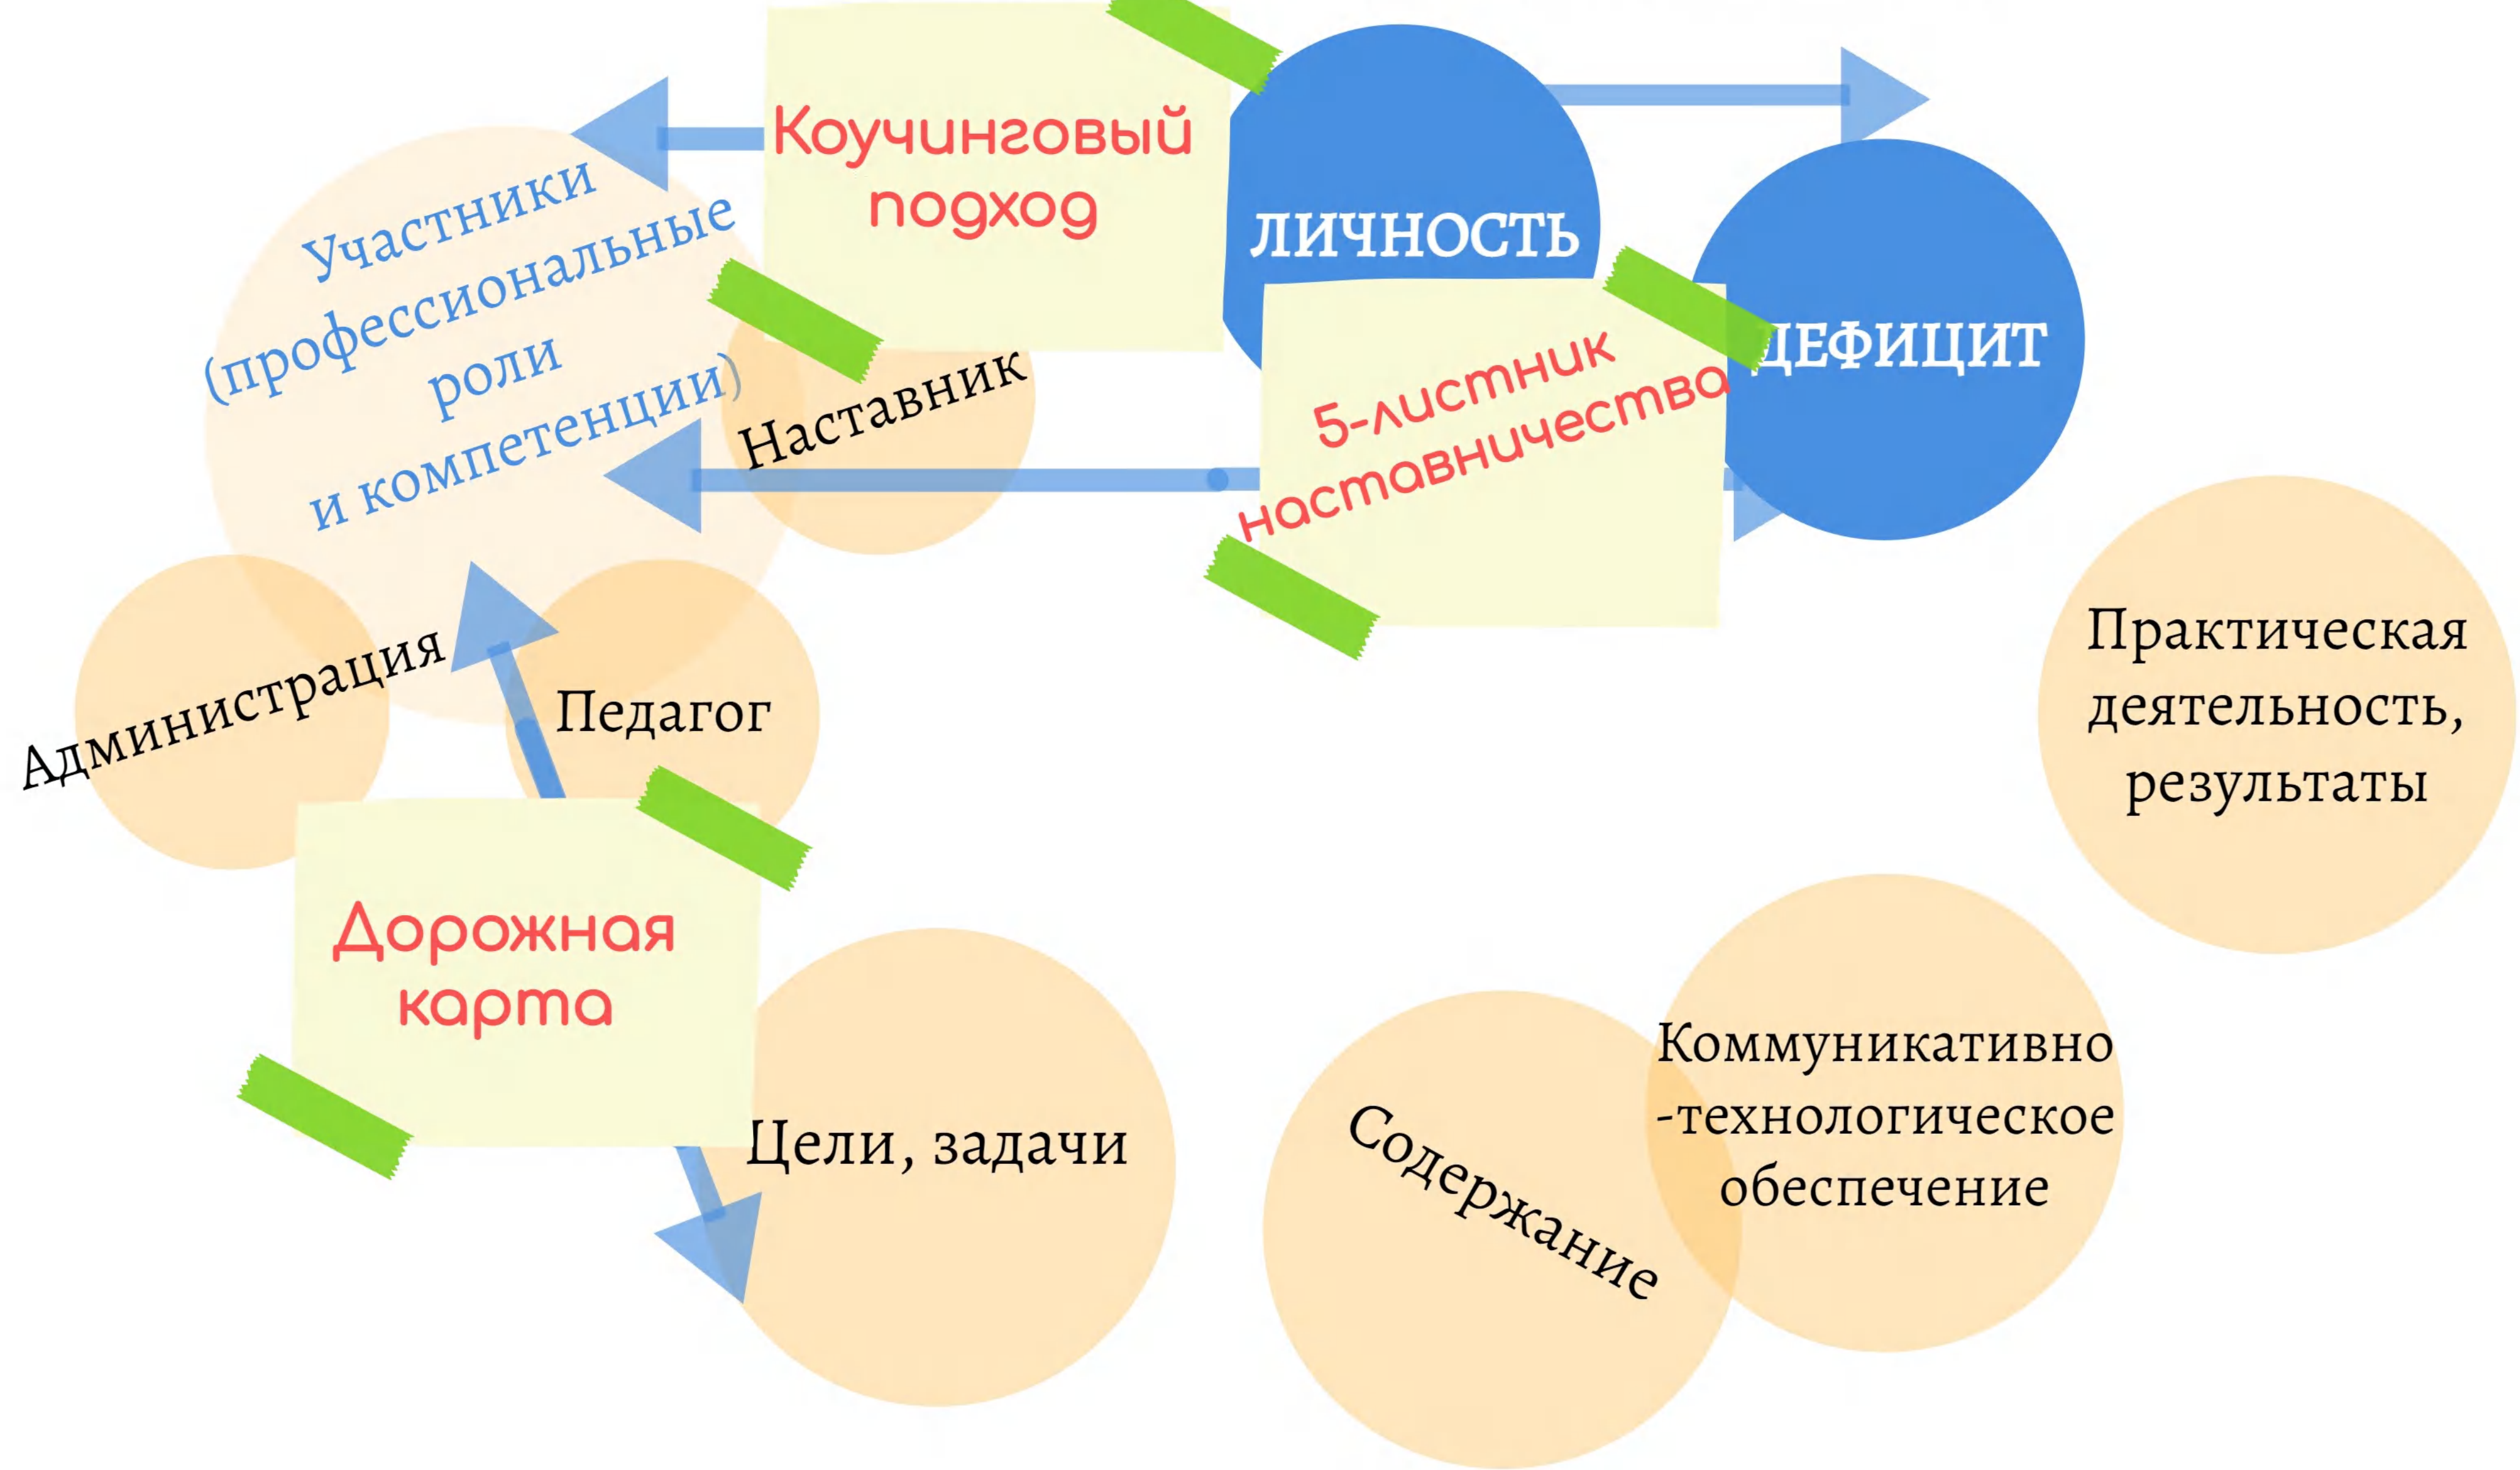 Коучинговый
подход
ЛИЧНОСТЬ
ДЕФИЦИТ
Участники
(профессиональные
роли
и компетенции)
Наставник
5-листник
наставничества
Администрация
Педагог
Практическая
деятельность,
результаты
Дорожная
карта
Цели, задачи
Содержание
Коммуникативно
-технологическое
обеспечение